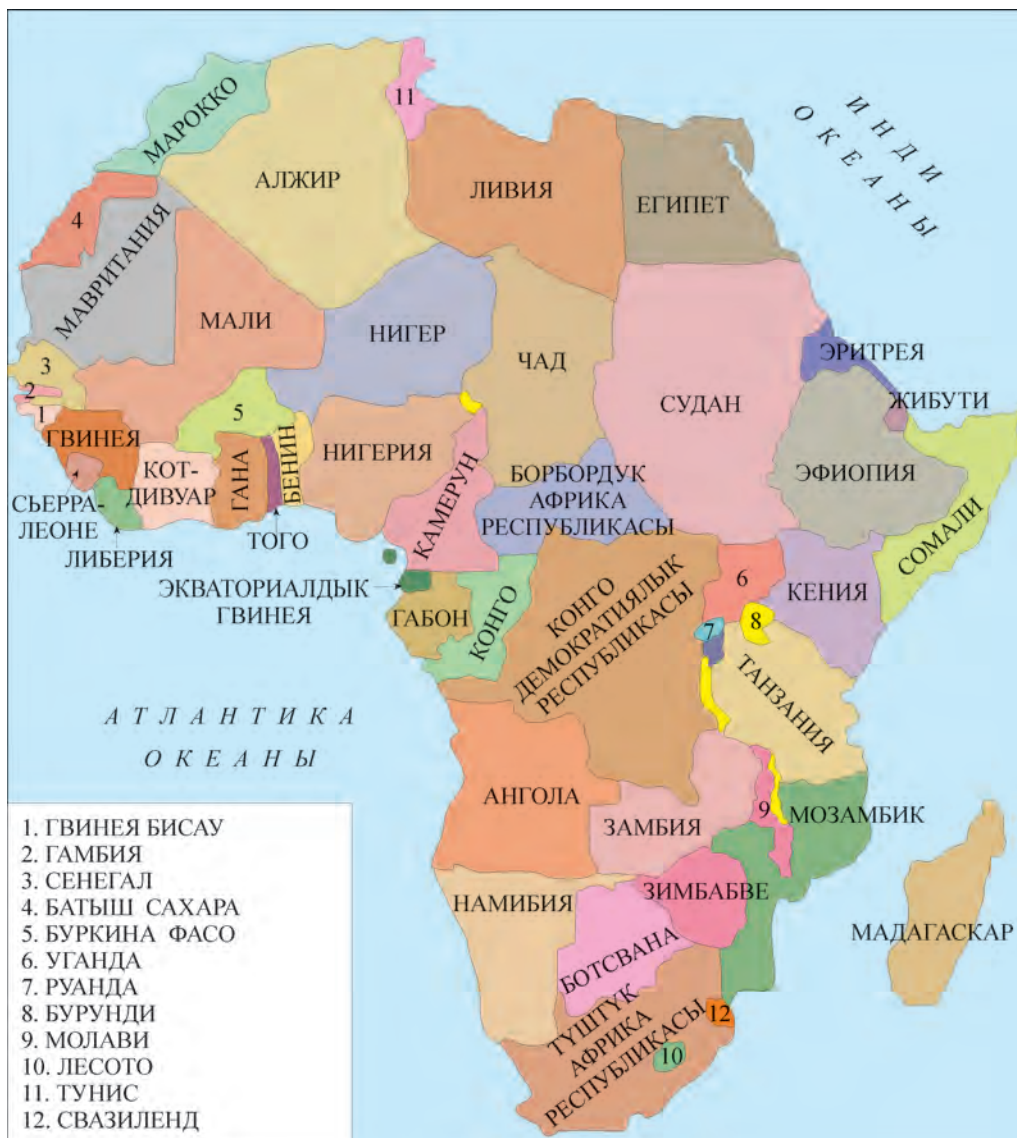 ИНДИ
ОКЕАНЫ
МАРОККО
11
АЛЖИР
ЛИВИЯ
ЕГИПЕТ
4
МАВРИТАНИЯ
МАЛИ
НИГЕР
ЧАД
СУДАН
ЭРИТРЕЯ
3
2
1
ЖИБУТИ
5
ГВИНЕЯ
КОТ-
ДИВУАР
ГАНА
БЕНИН
НИГЕРИЯ
КАМЕРУН
БОРБОРДУК
АФРИКА
РЕСПУБЛИКАСЫ
ЭФИОПИЯ
СОМАЛИ
СЬЕРРА-
ЛЕОНЕ
ЛИБЕРИЯ
ТОГО
ЭКВАТОРИАЛДЫК
ГВИНЕЯ
ГАБОН
КОНГО
КОНГО
ДЕМОКРАТИЯЛЫК
РЕСПУБЛИКАСЫ
6
КЕНИЯ
7
8
ТАНЗАНИЯ
АТЛАНТИКА
ОКЕАНЫ
АНГОЛА
ЗАМБИЯ
9
МОЗАМБИК
НАМИБИЯ
ЗИМБАБВЕ
БОТСВАНА
МАДАГАСКАР
ТҮШТҮК
АФРИКА
РЕСПУБЛИКАСЫ
12
10
1. ГВИНЕЯ БИСАУ
2. ГАМБИЯ
3. СЕНЕГАЛ
4. БАТЫШ САХАРА
5. БУРКИНА ФАСО
6. УГАНДА
7. РУАНДА
8. БУРУНДИ
9. МОЛАВИ
10. ЛЕСОТО
11. ТУНИС
12. СВАЗИЛЕНД